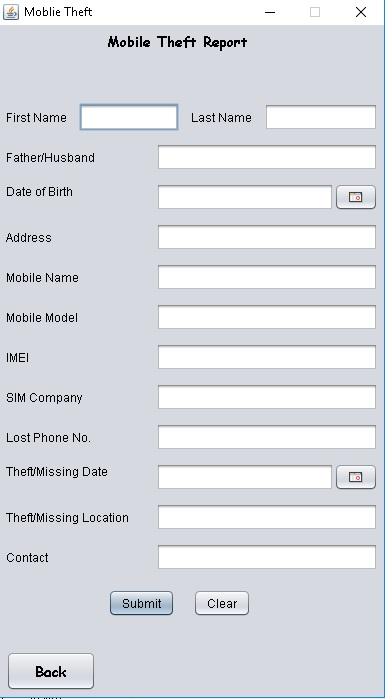 Moblie Theft
Mobile Theft Report
First Name Last Name
Father/Husband
Date of Birth
Address
Mobile Name
Mobile Model
IMEI
SIM Company
Lost Phone No.
Theft/Missing Date
Theft/Missing Location
Contact
Submit Clear
Back